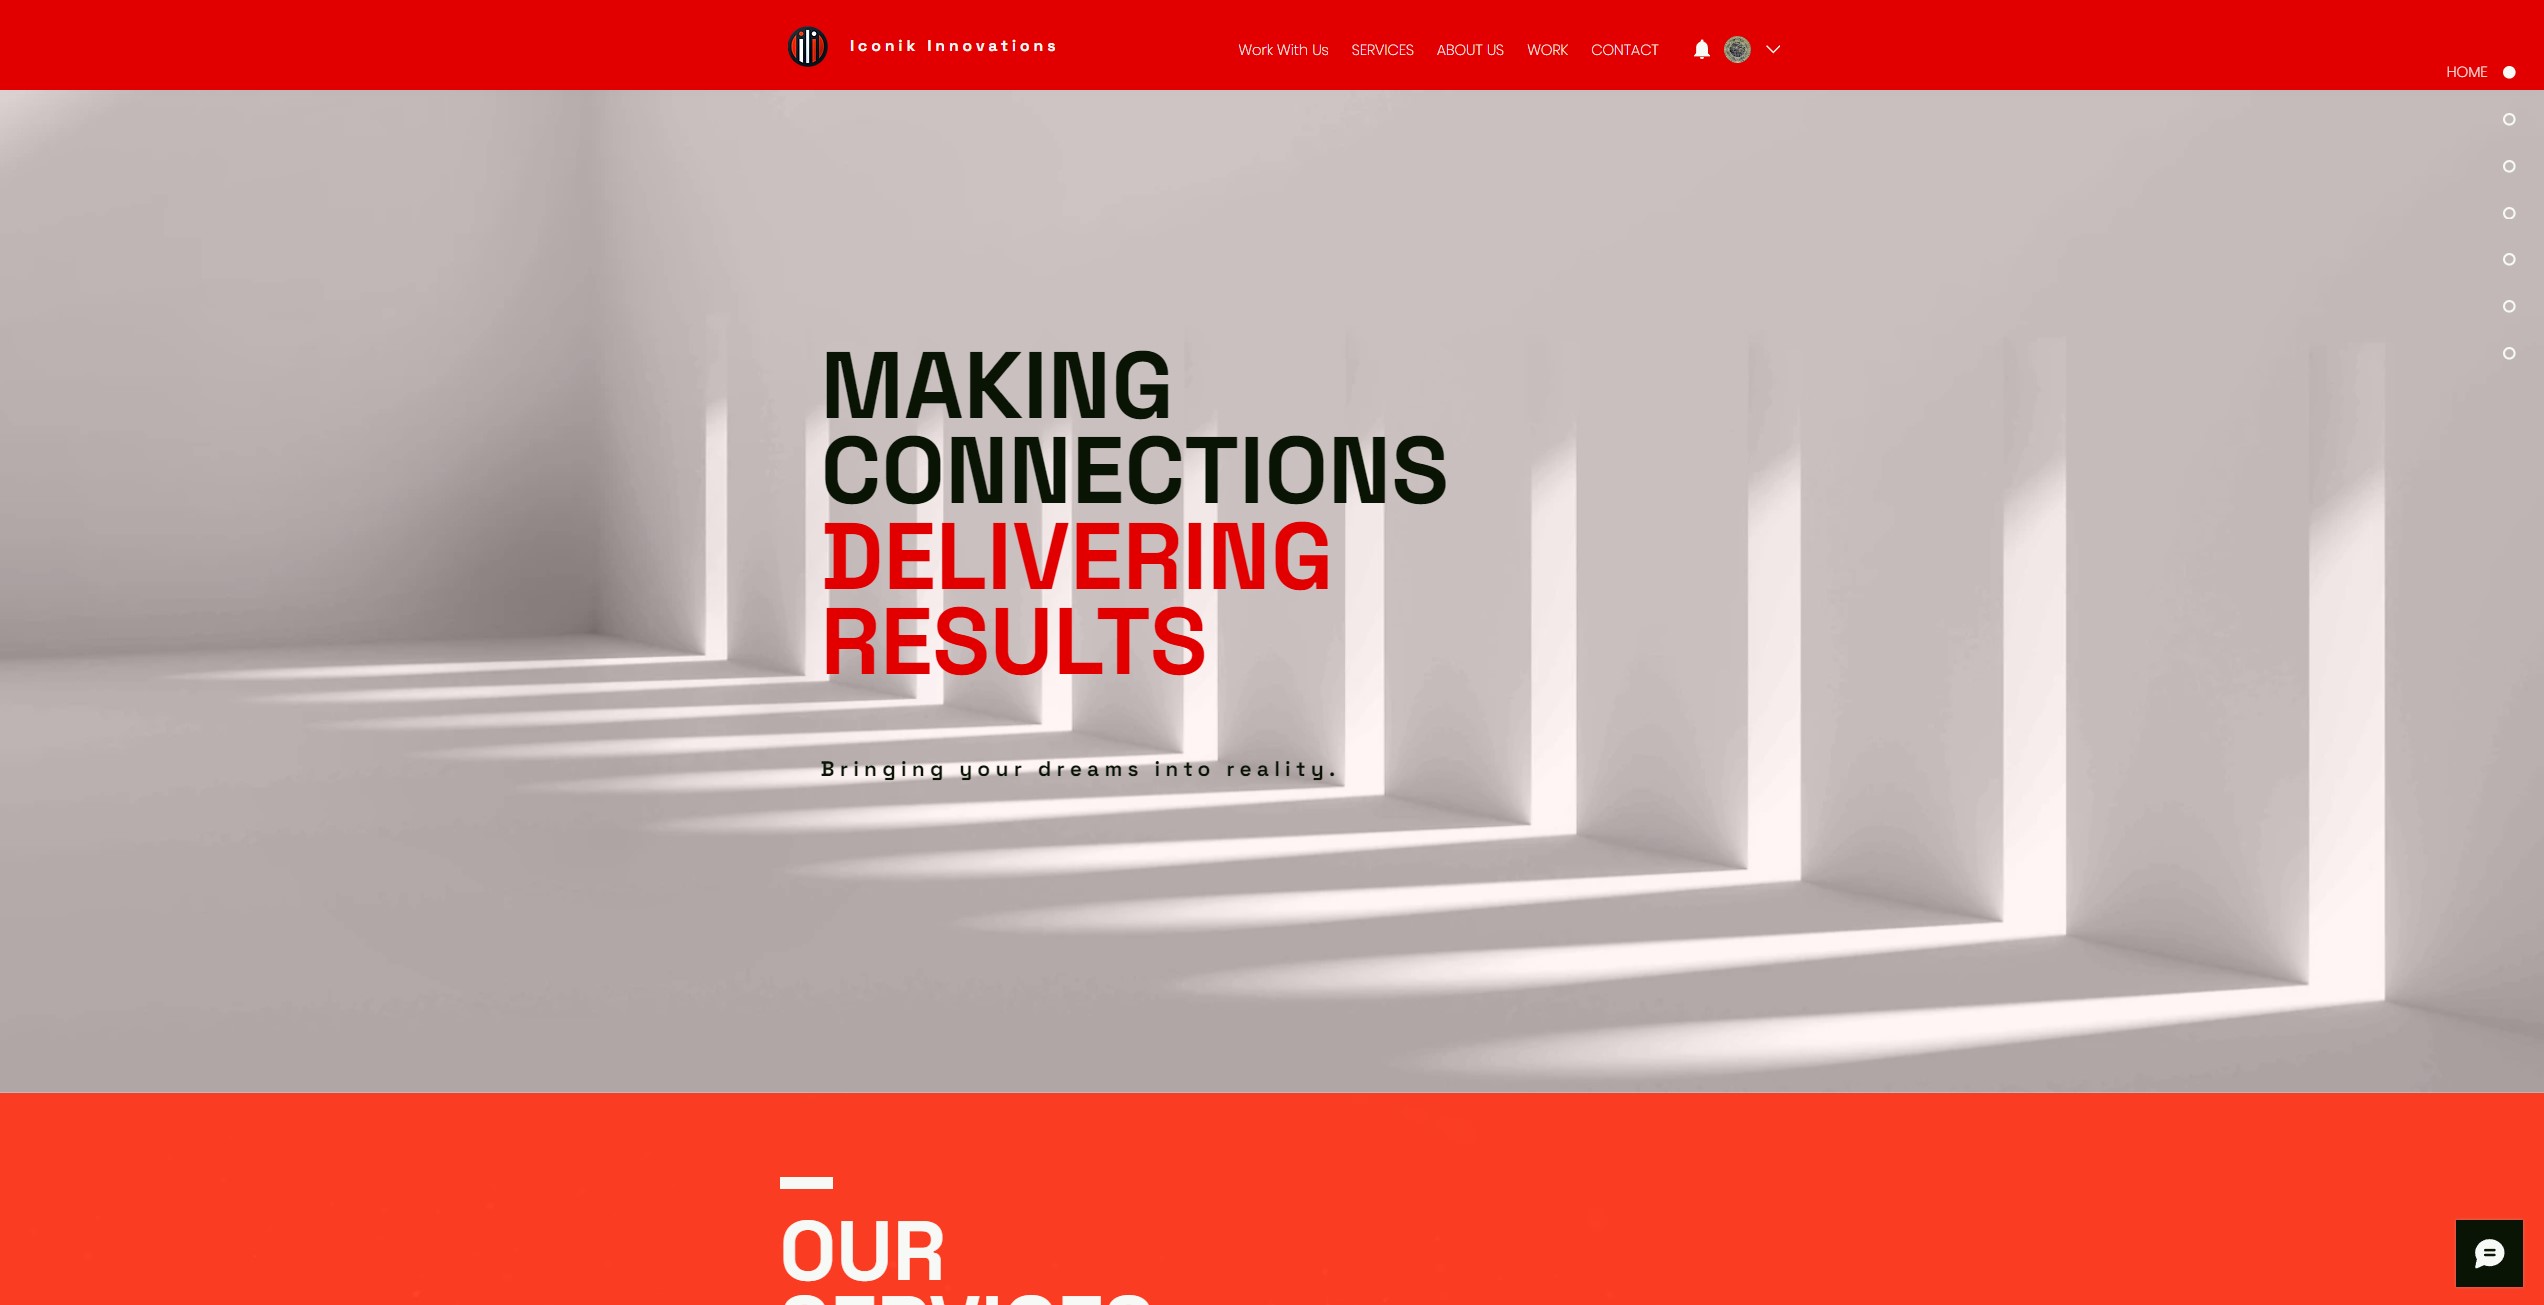 Iconik Innovations
Work With Us SERVICES ABOUT US WORK CONTACT
HOME
MAKING
CONNECTIONS
DELIVERING
RESULTS
Bringing your dreams into reality.
OUR
SERVICES